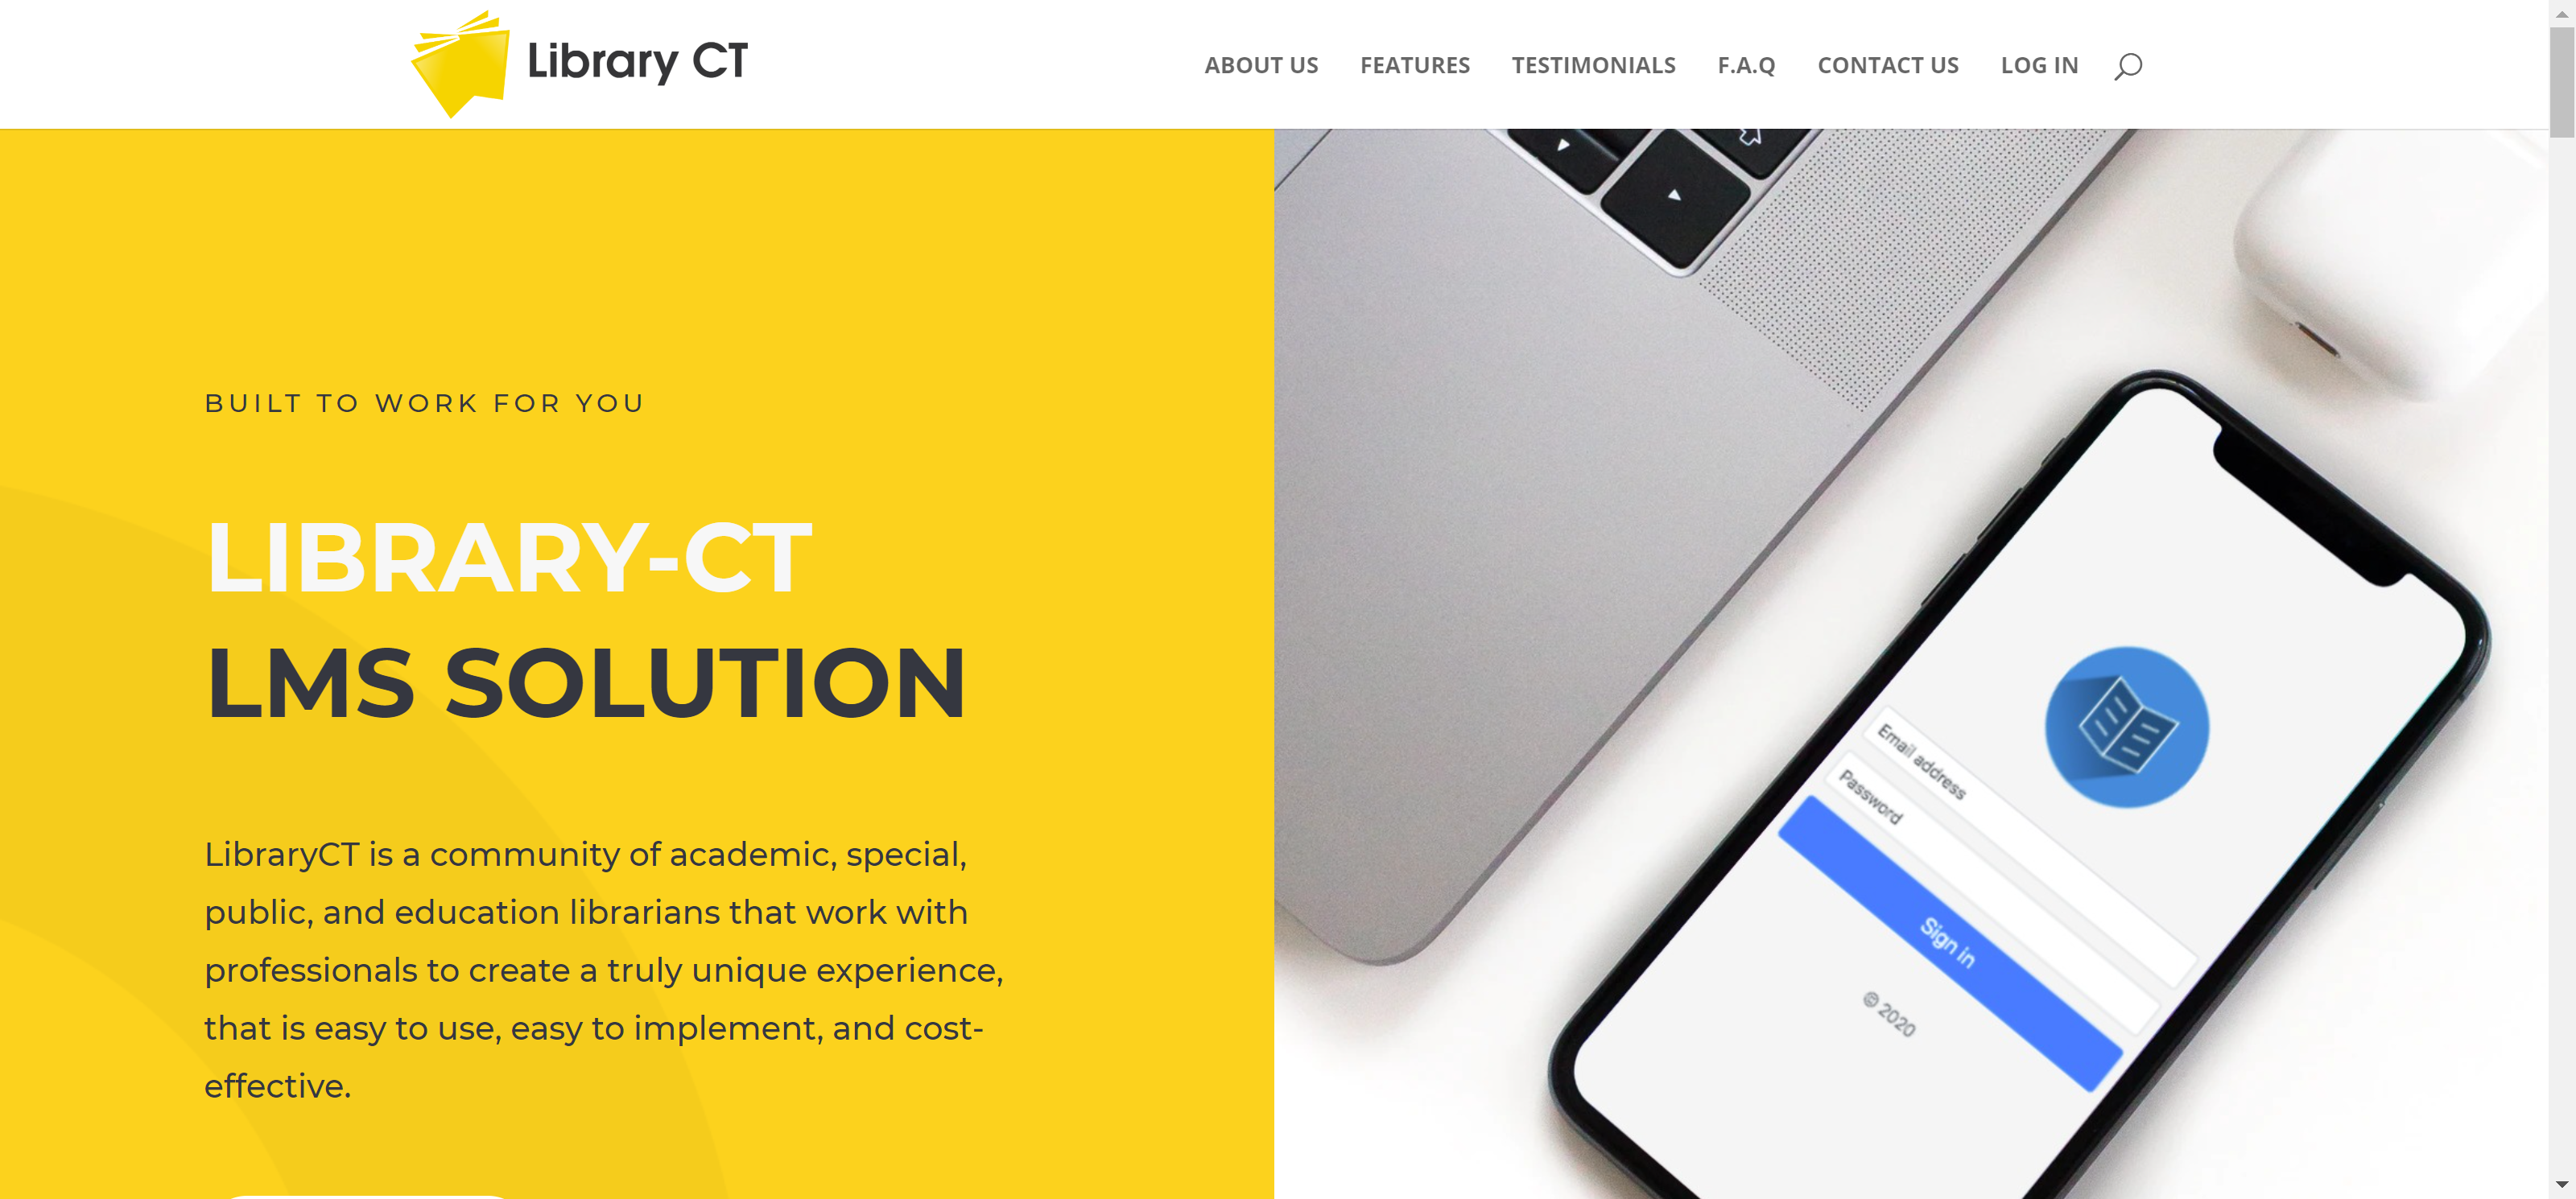 Library CT
ABOUT US
FEATURES
TESTIMONIALS
F.A.Q
CONTACT US
LOG IN
BUILT TO WORK FOR YOU
LIBRARY-CT
LMS SOLUTION
LibraryCT is a community of academic, special,
public, and education librarians that work with
professionals to create a truly unique experience,
that is easy to use, easy to implement, and cost-
effective.
Email address
Password
Sign in
© 2020